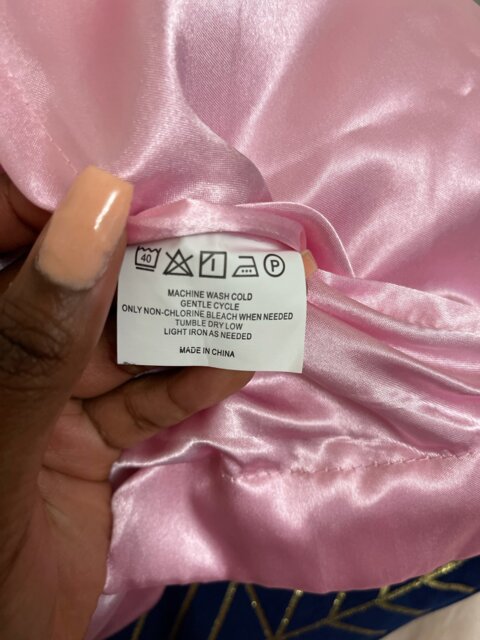 40 P
MACHINE WASH COLD
GENTLE CYCLE
ONLY NON-CHLORINE BLEACH WHEN NEEDED
TUMBLE DRY LOW
LIGHT IRON AS NEEDED
MADE IN CHINA